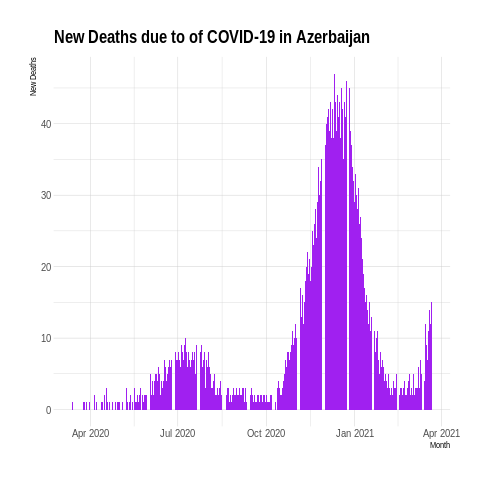 New Deaths due to of COVID-19 in Azerbaijan
New Deaths
40
30
20
10
0
Apr 2020
Jul 2020
Oct 2020
Jan 2021
Apr 2021
Month